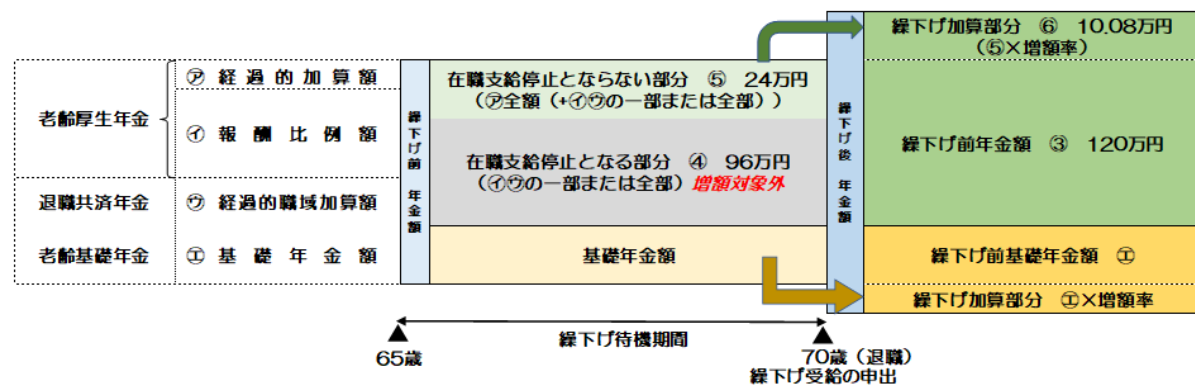 繰下げ加算部分 ⑥ 10.08万円
(⑤×増額率)
老齢厚生年金
㋐ 経過的加算額
㋑ 報酬比例額
退職共済年金
㋒ 経過的職域加算額
老齢基礎年金
㋓ 基礎年金額
繰下げ前 年金額
在職支給停止とならない部分 ⑤ 24万円
(㋐全額(+㋑㋒の一部または全部))
在職支給停止となる部分 ④ 96万円
(㋑㋒の一部または全部)増額対象外
基礎年金額
繰下げ後 年金額
繰下げ前年金額 ③ 120万円
繰下げ前基礎年金額 ㋓
繰下げ加算部分 ㋓×増額率
繰下げ待機期間
65歳
70歳(退職)
繰下げ受給の申出